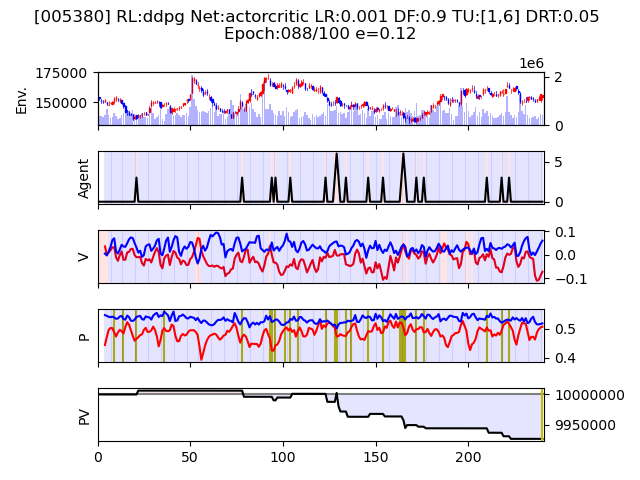 [005380] RL:ddpg Net:actorcritic LR:0.001 DF:0.9 TU:[1,6] DRT:0.05
Epoch:088/100 e=0.12
1e6
175000
150000
Env.
2
0
Agent
5
0
V
0.1
0.0
−0.1
P
0.5
0.4
PV
10000000
9950000
0
50
100
150
200